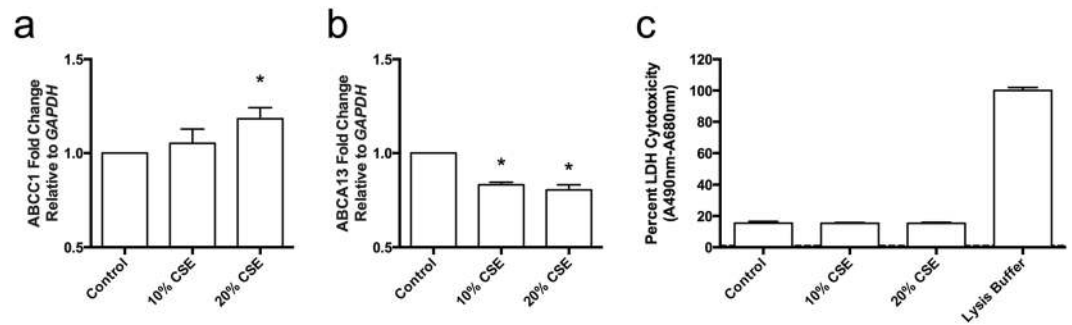 a
ABCC1 Fold Change
Relative to GAPDH
1.5
1.0
0.5
*
Control
10% CSE
20% CSE
b
ABCA13 Fold Change
Relative to GAPDH
1.5
1.0
0.5
*
*
Control
10% CSE
20% CSE
c
Percent LDH Cytotoxicity
(A490nm-A680nm)
120
100
80
60
40
20
0
Control
10% CSE
20% CSE
Lysis Buffer